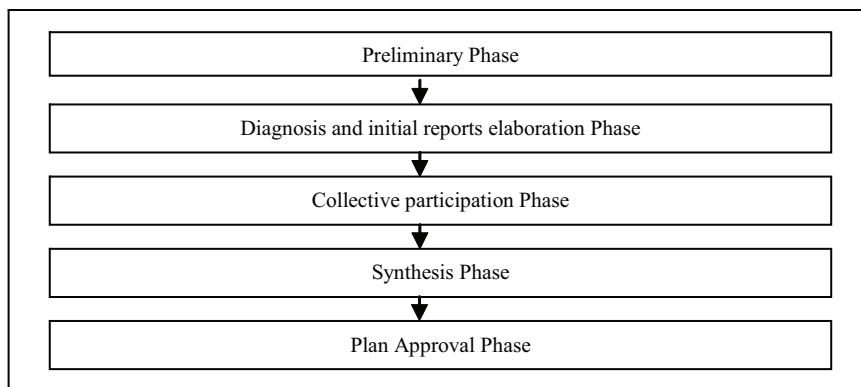 Preliminary Phase
Diagnosis and initial reports elaboration Phase
Collective participation Phase
Synthesis Phase
Plan Approval Phase